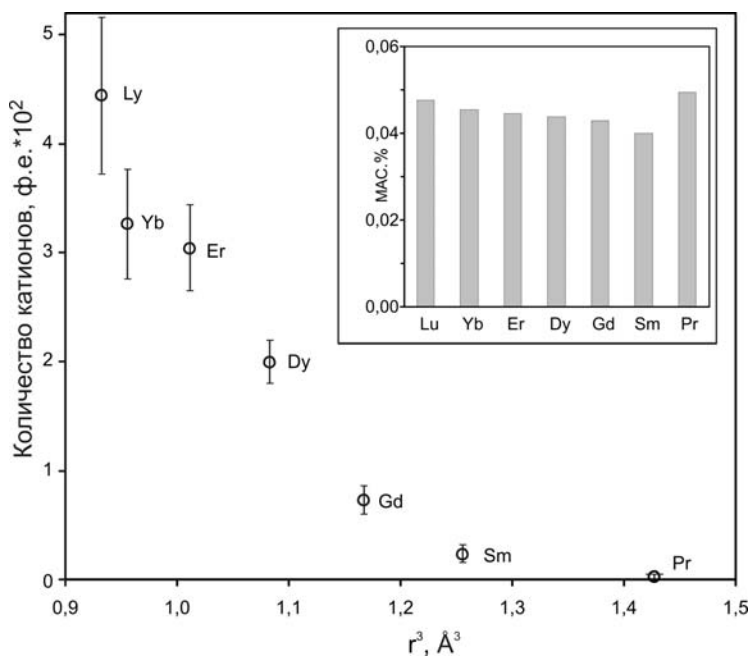 Количество катионов, ф.е.*10²
5
4
3
2
1
0
Ly
Yb
Er
Dy
Gd
Sm
Pr
0,9 1,0 1,1 1,2 1,3 1,4 1,5
r³, Å³
МАС.%
0,06
0,04
0,02
0,00
Lu Yb Er Dy Gd Sm Pr